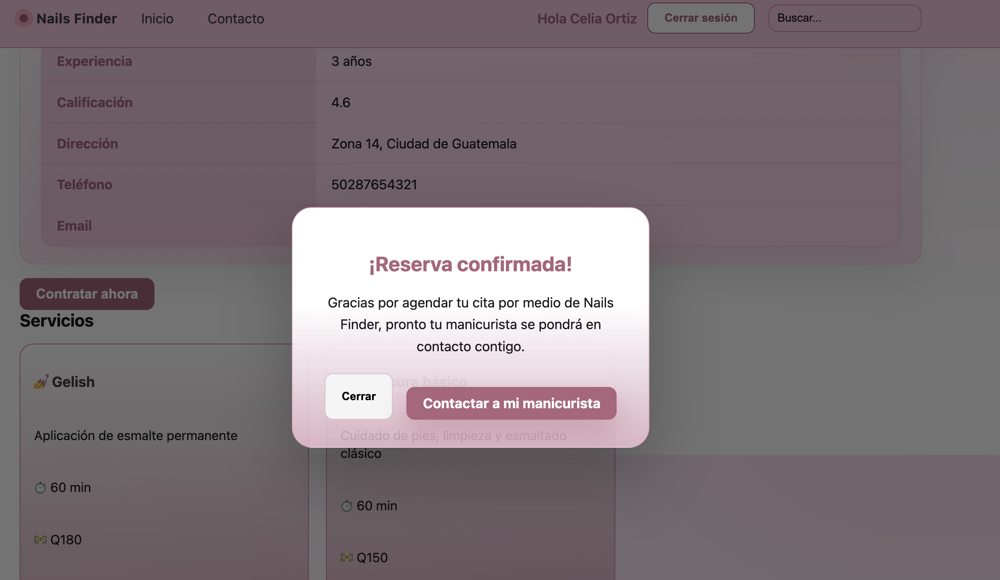 Nails Finder Inicio Contacto Hola Celia Ortiz Cerrar sesión Buscar...
Experiencia 3 años
Calificación 4.6
Dirección Zona 14, Ciudad de Guatemala
Teléfono 50287654321
Email
¡Reserva confirmada!
Gracias por agendar tu cita por medio de Nails
Finder, pronto tu manicurista se pondrá en
contacto contigo.
Cerrar
Contactar a mi manicurista
Contratar ahora
Servicios
Gelish
Aplicación de esmalte permanente
60 min
Q180
cure básico
Cuidado de pies, limpieza y esmaltado
clásico
60 min
Q150